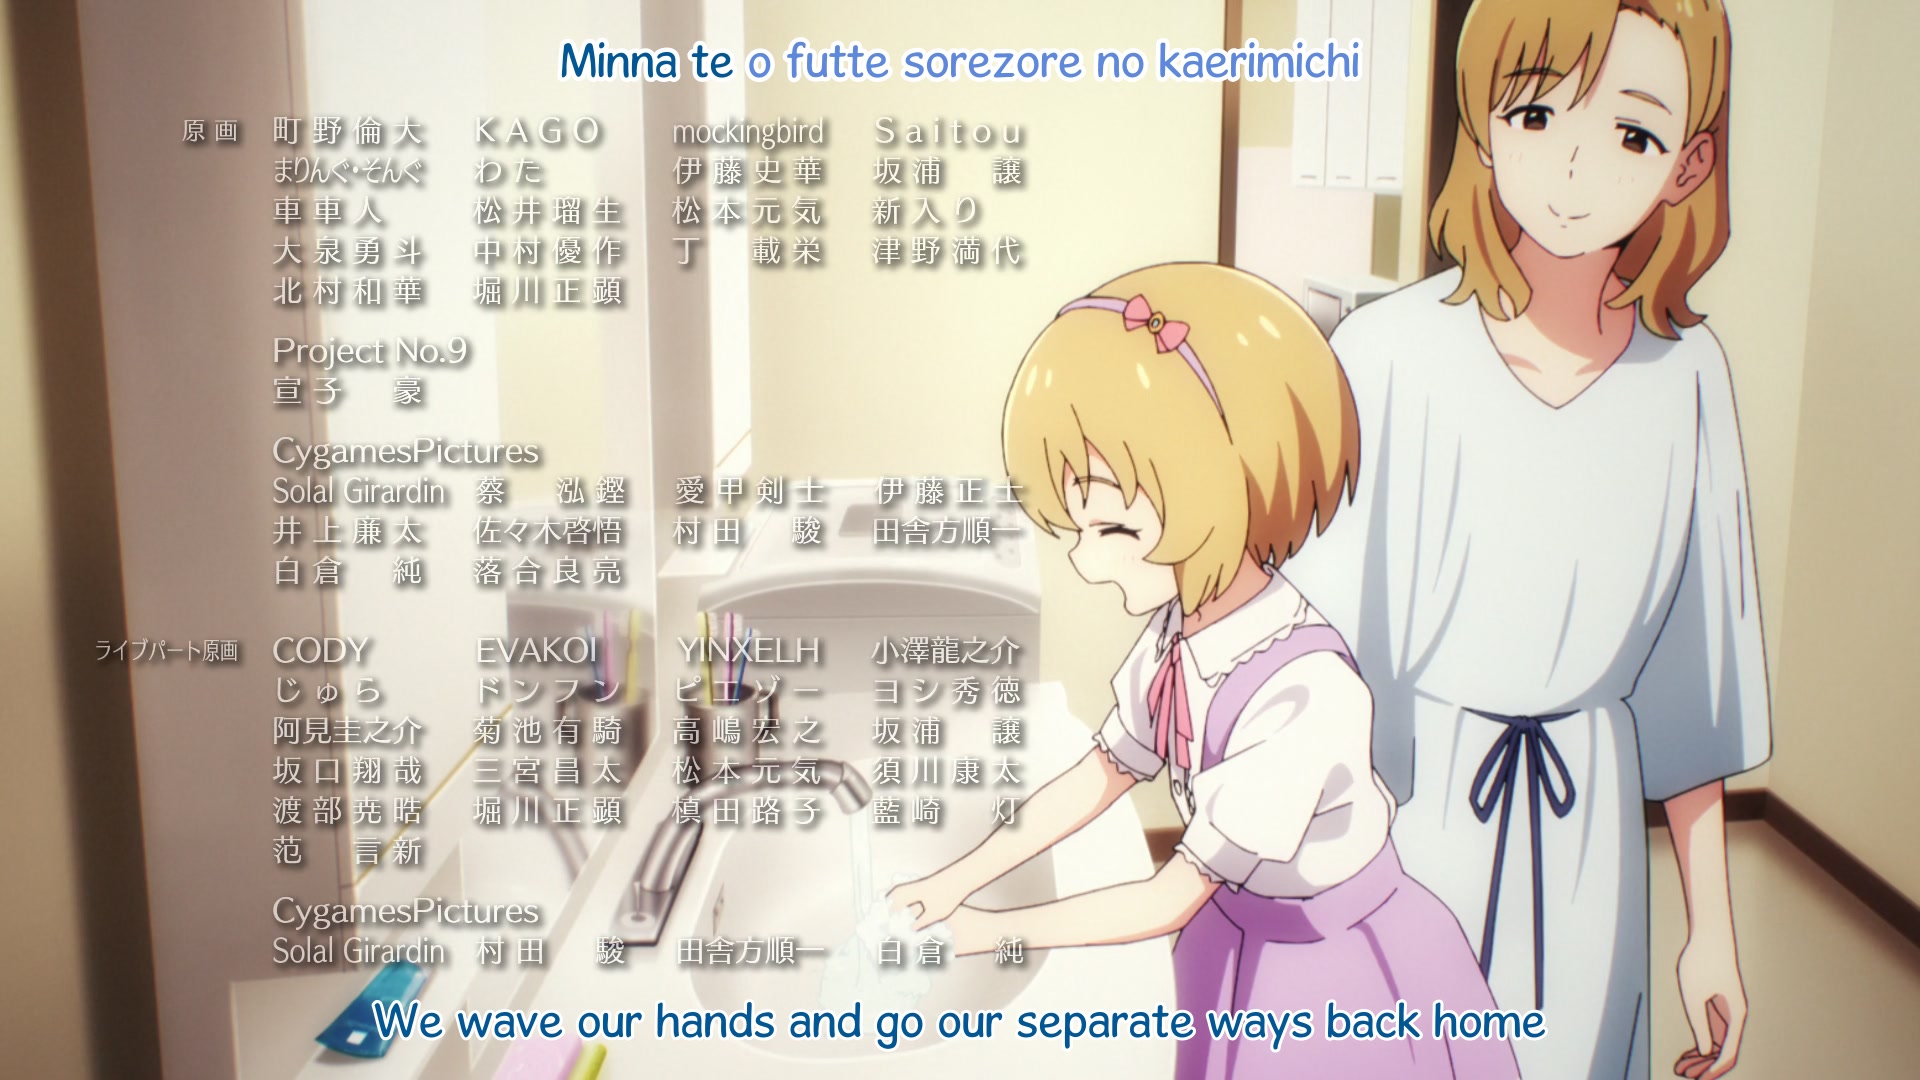 Minna te o futte sorezore no kaerimichi
原画 町野倫太 KAGO mockingbird Saitou
まりんぐ・そんぐ わた 伊藤史華 坂浦 譲
車車人 松井瑠生 松本元気 新入り
大泉勇斗 中村優作 丁 載栄 津野満代
北村和華 堀川正顕
Project No.9
宣子 豪
CygamesPictures
Solal Girardin 蔡 泓鏗 愛甲剣士 伊藤正士
井上廉太 佐々木啓悟 村田 駿 田舎方順一
白倉 純 落合良亮
ライブパート原画 CODY EVAKOI YINXELH 小澤龍之介
じゅら ドンフン ピエゾー ヨシ秀徳
阿見圭之介 菊池有騎 高嶋宏之 坂浦 譲
坂口翔哉 三宮昌太 松本元気 須川康太
渡部尭晧 堀川正顕 槙田路子 藍崎 灯
范 言新
CygamesPictures
Solal Girardin 村田 駿 田舎方順一 白倉 純
We wave our hands and go our separate ways back home